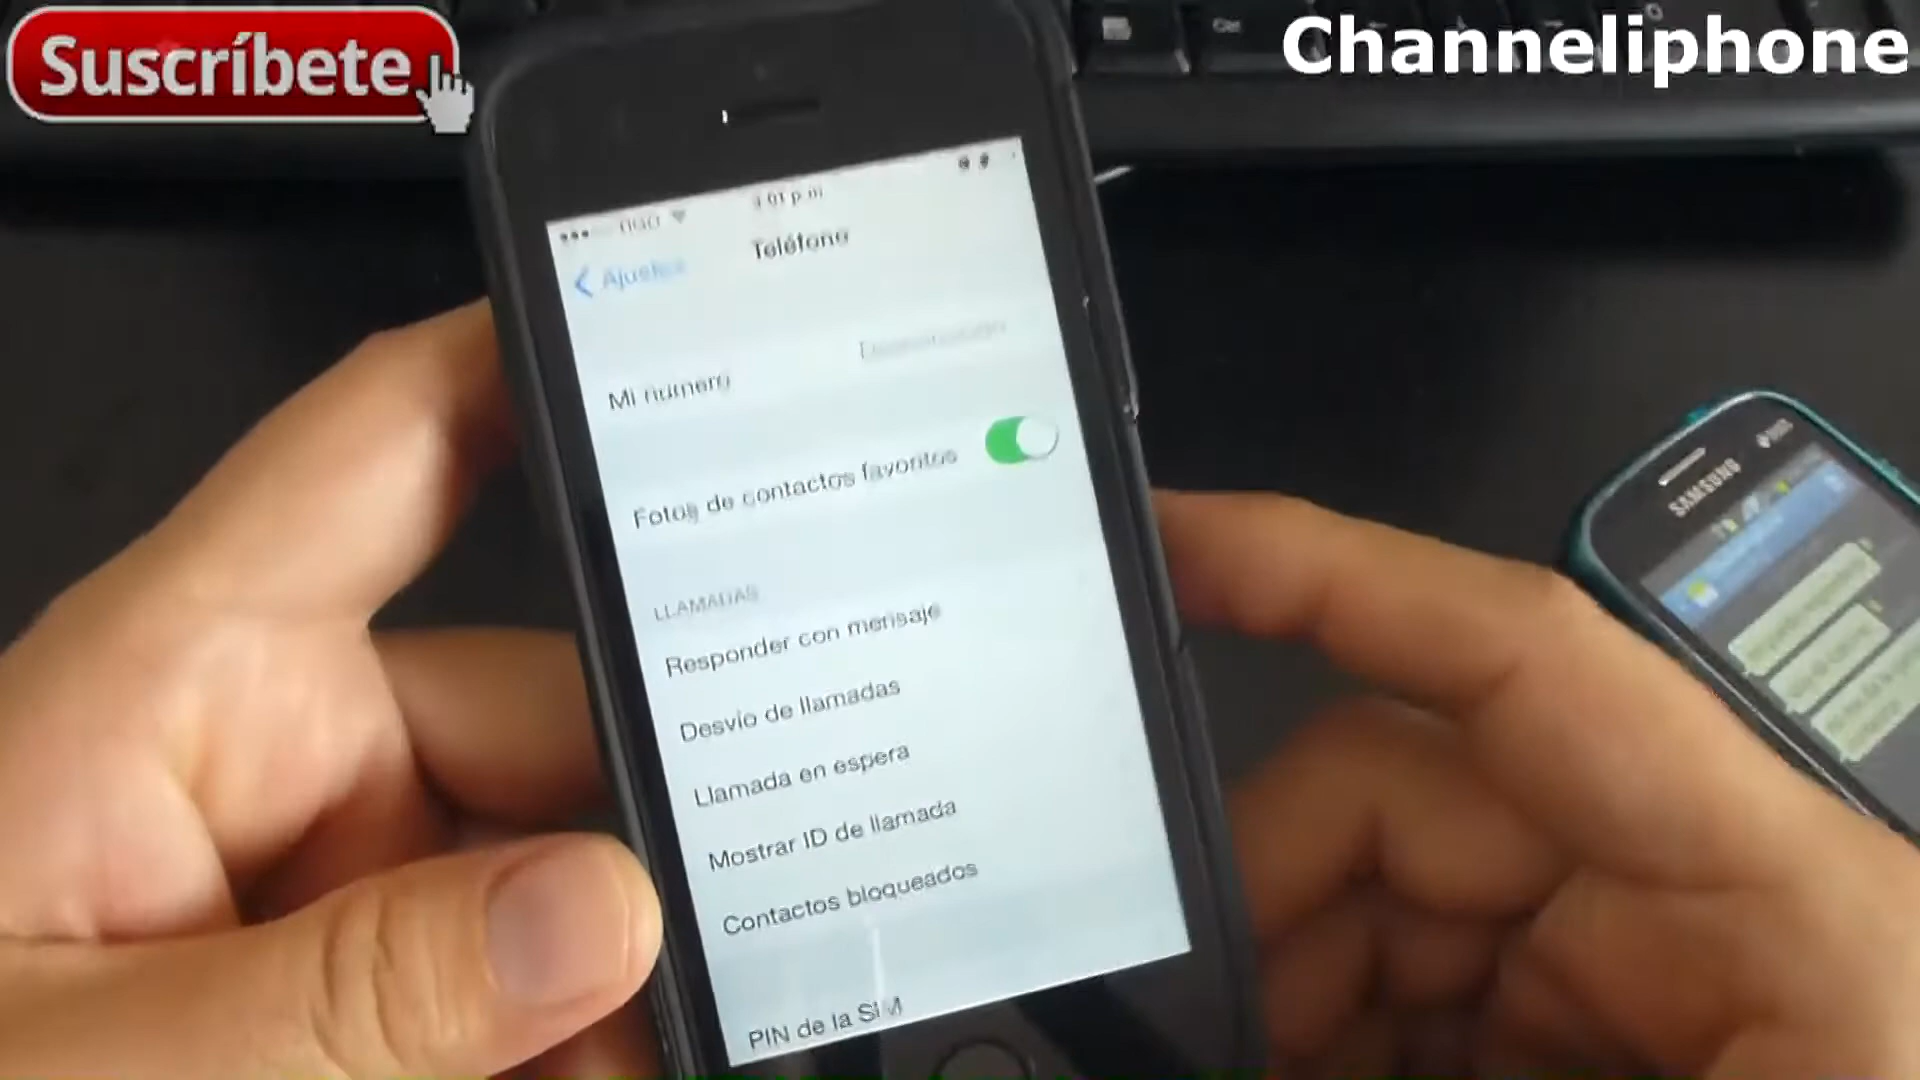 Suscríbete
Channeliphone
Teléfono
Ajustes
Mi número
Fotos de contactos favoritos
LLAMADAS
Responder con mensaje
Desvío de llamadas
Llamada en espera
Mostrar ID de llamada
Contactos bloqueados
PIN de la SIM
SAMSUNG